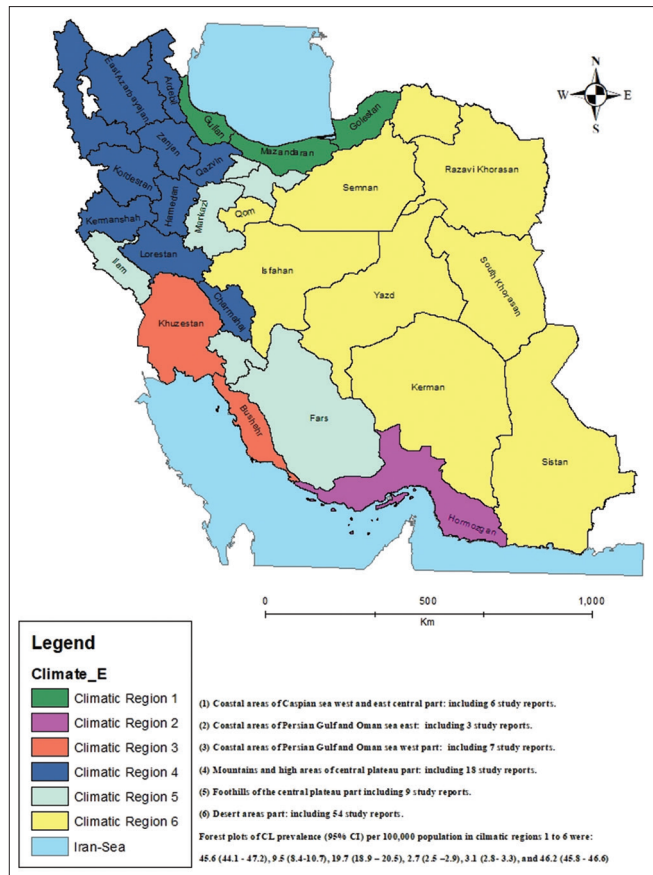 N
W E
S
East Azarbayejan
Ardebil
Guilan
Golestan
Zanjan
Mazandaran
Qazvin
Razavi Khorasan
Kordestan
Semnan
Hamedan
Markazi
Qom
Kermanshah
Lorestan
Ilam
Isfahan
South Khorasan
Yazd
Charmahaj
Khuzestan
Kerman
Bushehr
Fars
Sistan
Hormozgan
0 500 1,000
Km
Legend
Climate_E
Climatic Region 1
Climatic Region 2
Climatic Region 3
Climatic Region 4
Climatic Region 5
Climatic Region 6
Iran-Sea
(1) Coastal areas of Caspian sea west and east central part: including 6 study reports.
(2) Coastal areas of Persian Gulf and Oman sea east: including 3 study reports.
(3) Coastal areas of Persian Gulf and Oman sea west part: including 7 study reports.
(4) Mountains and high areas of central plateau part: including 18 study reports.
(5) Foothills of the central plateau part including 9 study reports.
(6) Desert areas part: including 54 study reports.
Forest plots of CL prevalence (95% CI) per 100,000 population in cilmatic regions 1 to 6 were:
45.6 (44.1 - 47.2), 9.5 (8.4-10.7), 19.7 (18.9 – 20.5), 2.7 (2.5 –2.9), 3.1 (2.8- 3.3), and 46.2 (45.8 - 46.6)